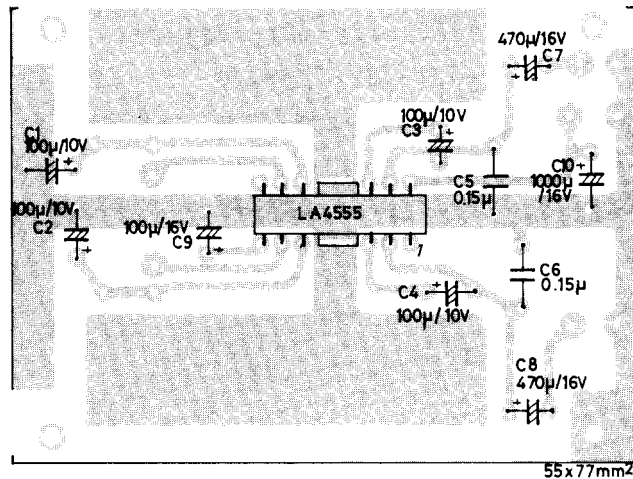 470µ/16V
C7
100µ/10V
C3
C1
100µ/10V
C5
0.15µ
C10
1000µ
/16V
100µ/10V
C2
100µ/16V
C9
LA4555
1
C6
0.15µ
C4
100µ/10V
C8
470µ/16V
55x77mm²